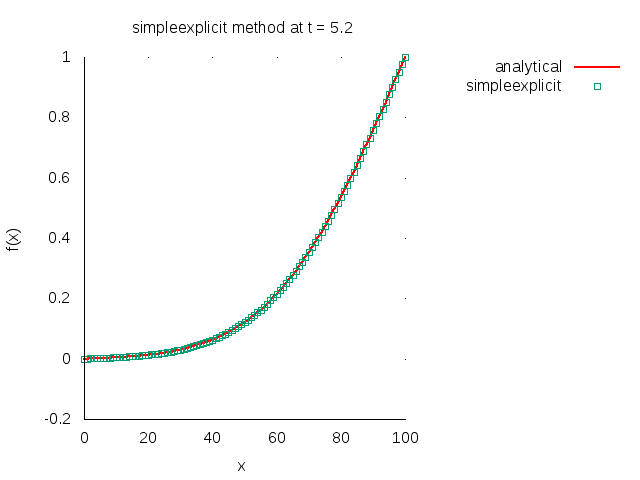 simpleexplicit method at t = 5.2
analytical
simpleexplicit
1
0.8
0.6
0.4
0.2
0
-0.2
f(x)
0 20 40 60 80 100
x